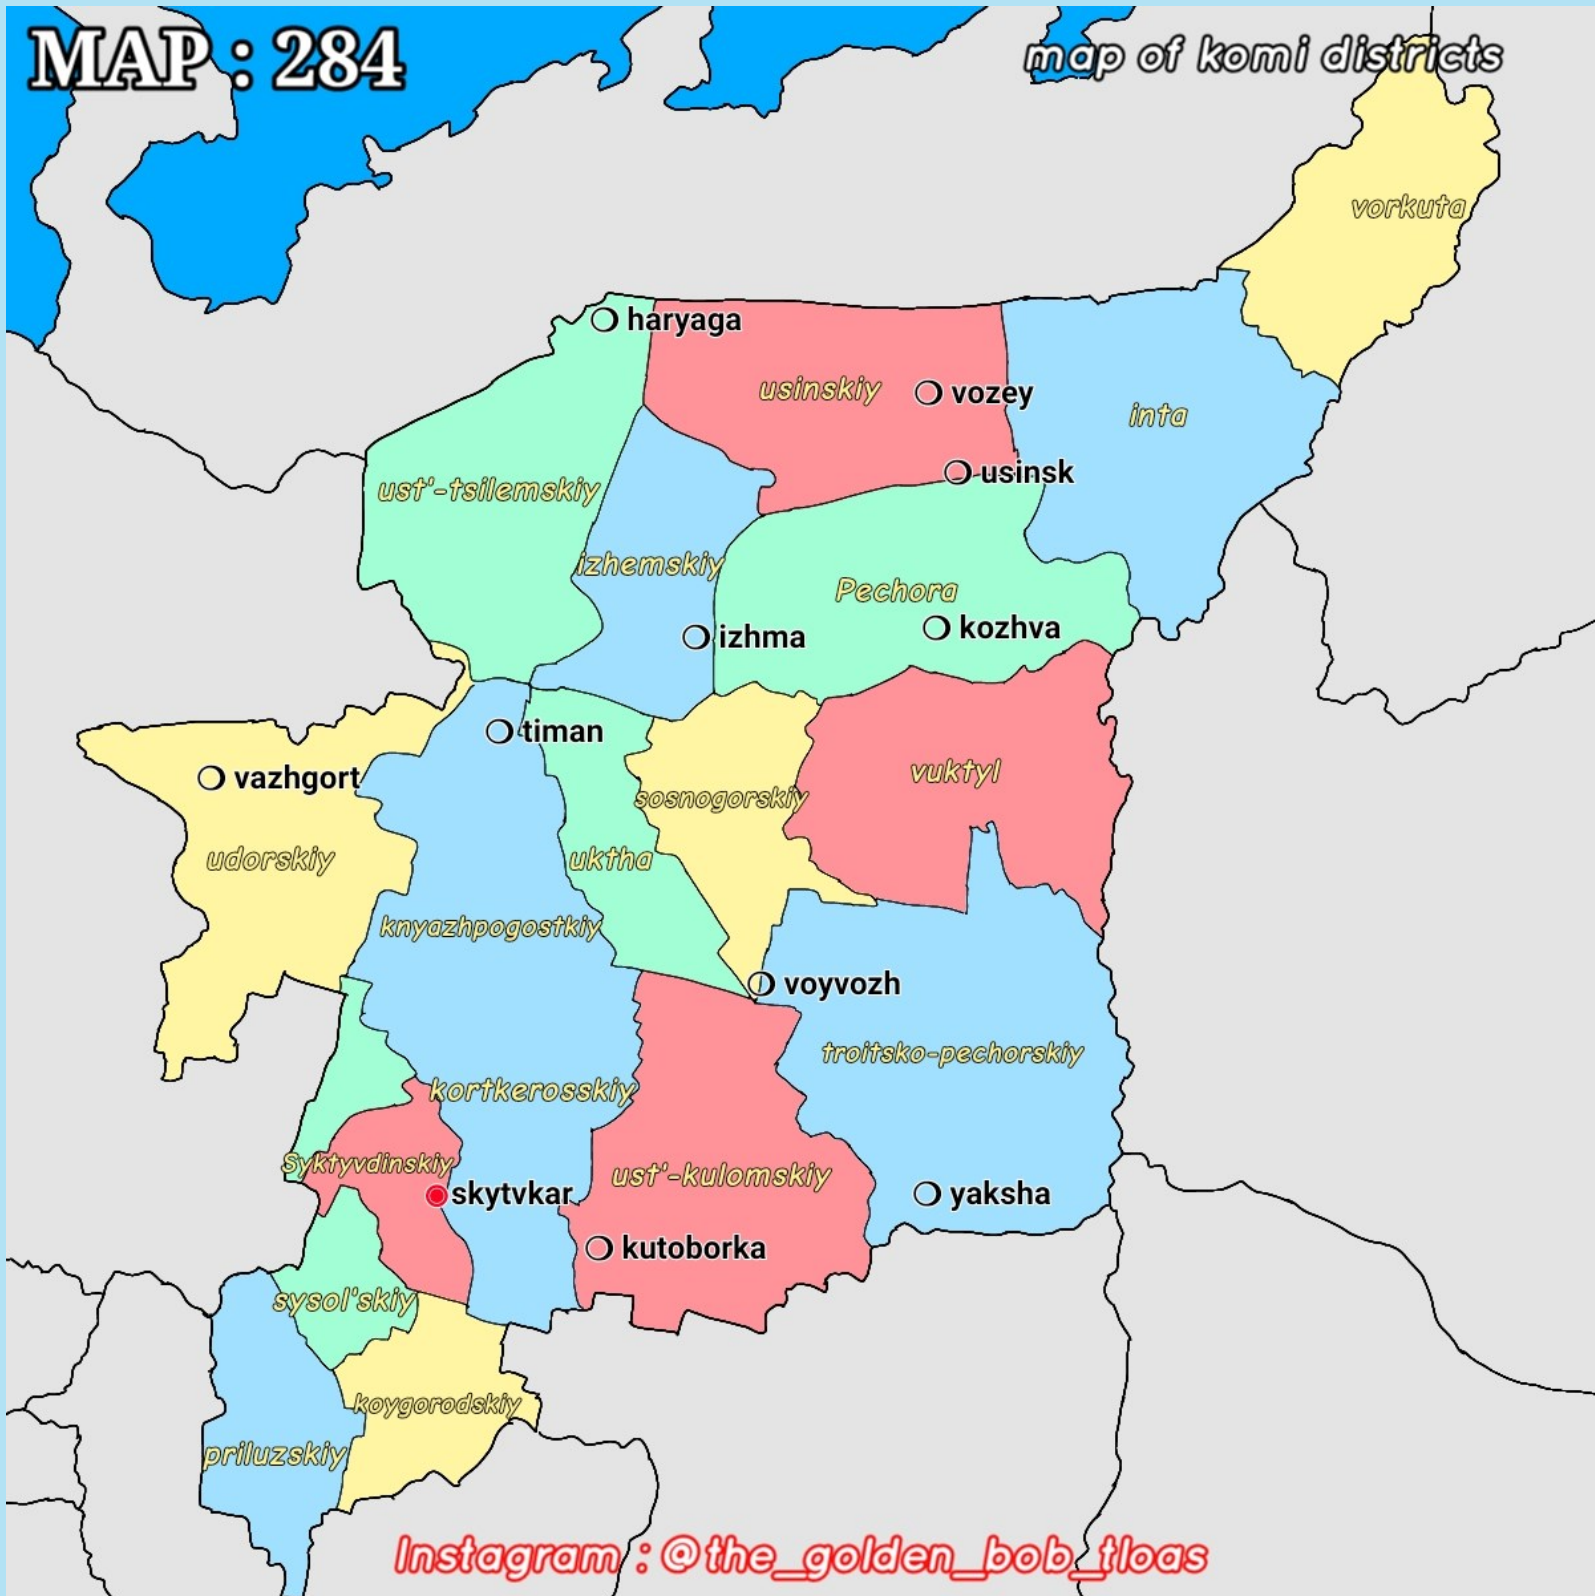 MAP : 284
map of komi districts
vorkuta
haryaga
usinskiy
vozey
inta
usinsk
ust'-tsilemskiy
izhemskiy
Pechora
kozhva
izhma
timan
vazhgort
vuktyl
sosnogorskiy
udorskiy
uktha
knyazhpogostkiy
voyvozh
troitsko-pechorskiy
kortkerosskiy
Syktyvdinskiy
ust'-kulomskiy
skytvkar
yaksha
kutoborka
sysol'skiy
koygorodskiy
priluzskiy
Instagram : @the_golden_bob_tloas